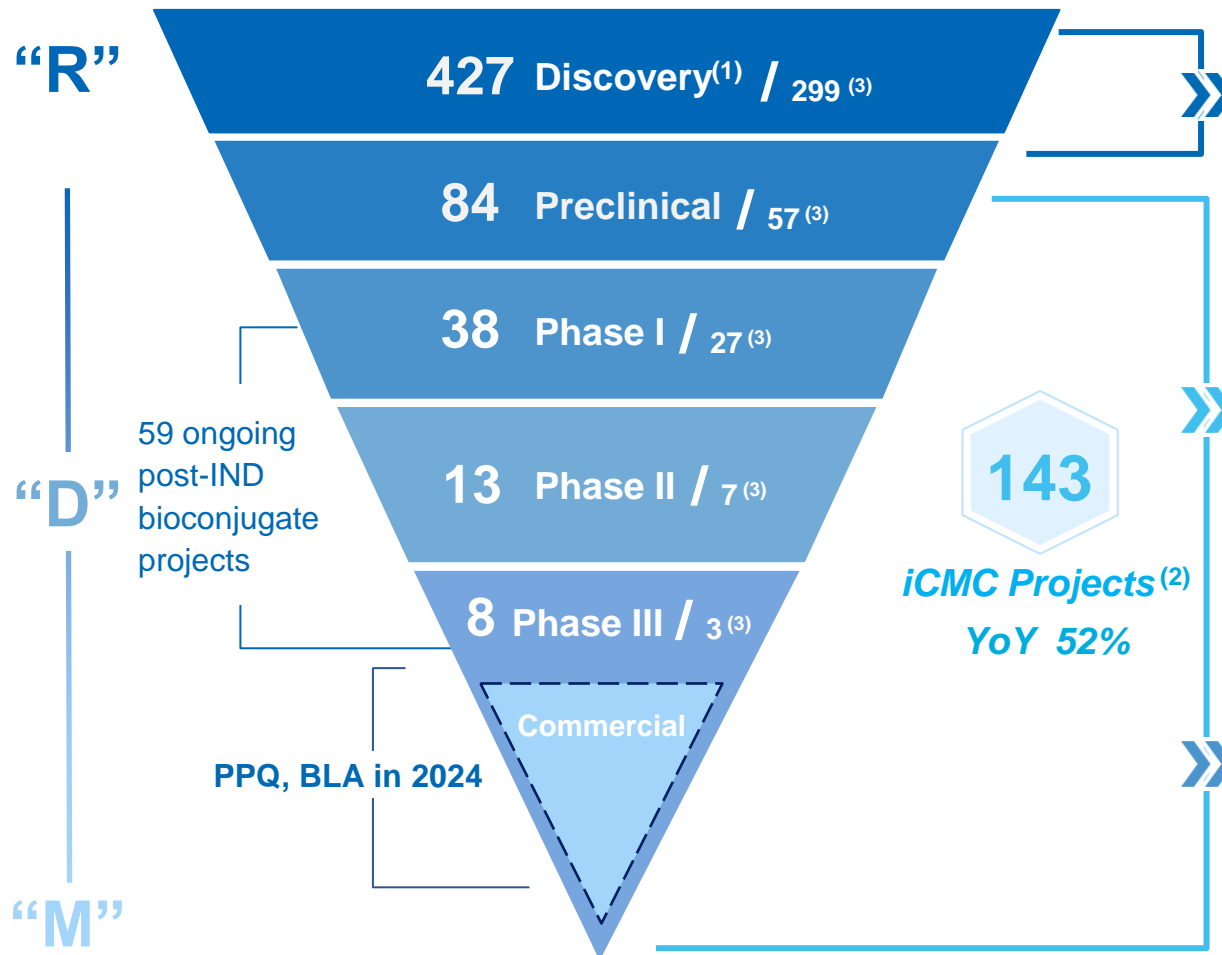 “R”
427 Discovery(1) / 299 (3)
84 Preclinical / 57 (3)
38 Phase I / 27 (3)
59 ongoing
post-IND
bioconjugate
projects
“D”
13 Phase II / 7 (3)
143
iCMC Projects (2)
YoY 52%
8 Phase III / 3 (3)
Commercial
PPQ, BLA in 2024
“M”